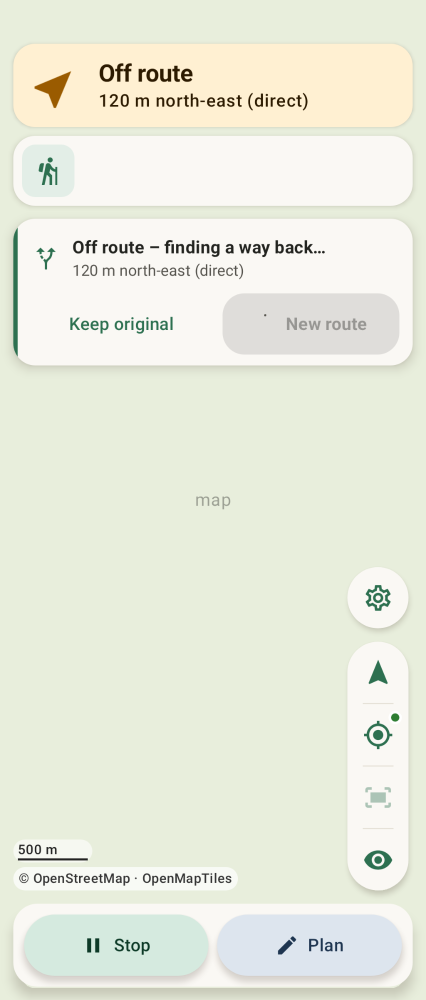 Off route
120 m north-east (direct)
Off route – finding a way back…
120 m north-east (direct)
Keep original
New route
map
500 m
© OpenStreetMap · OpenMapTiles
Stop
Plan